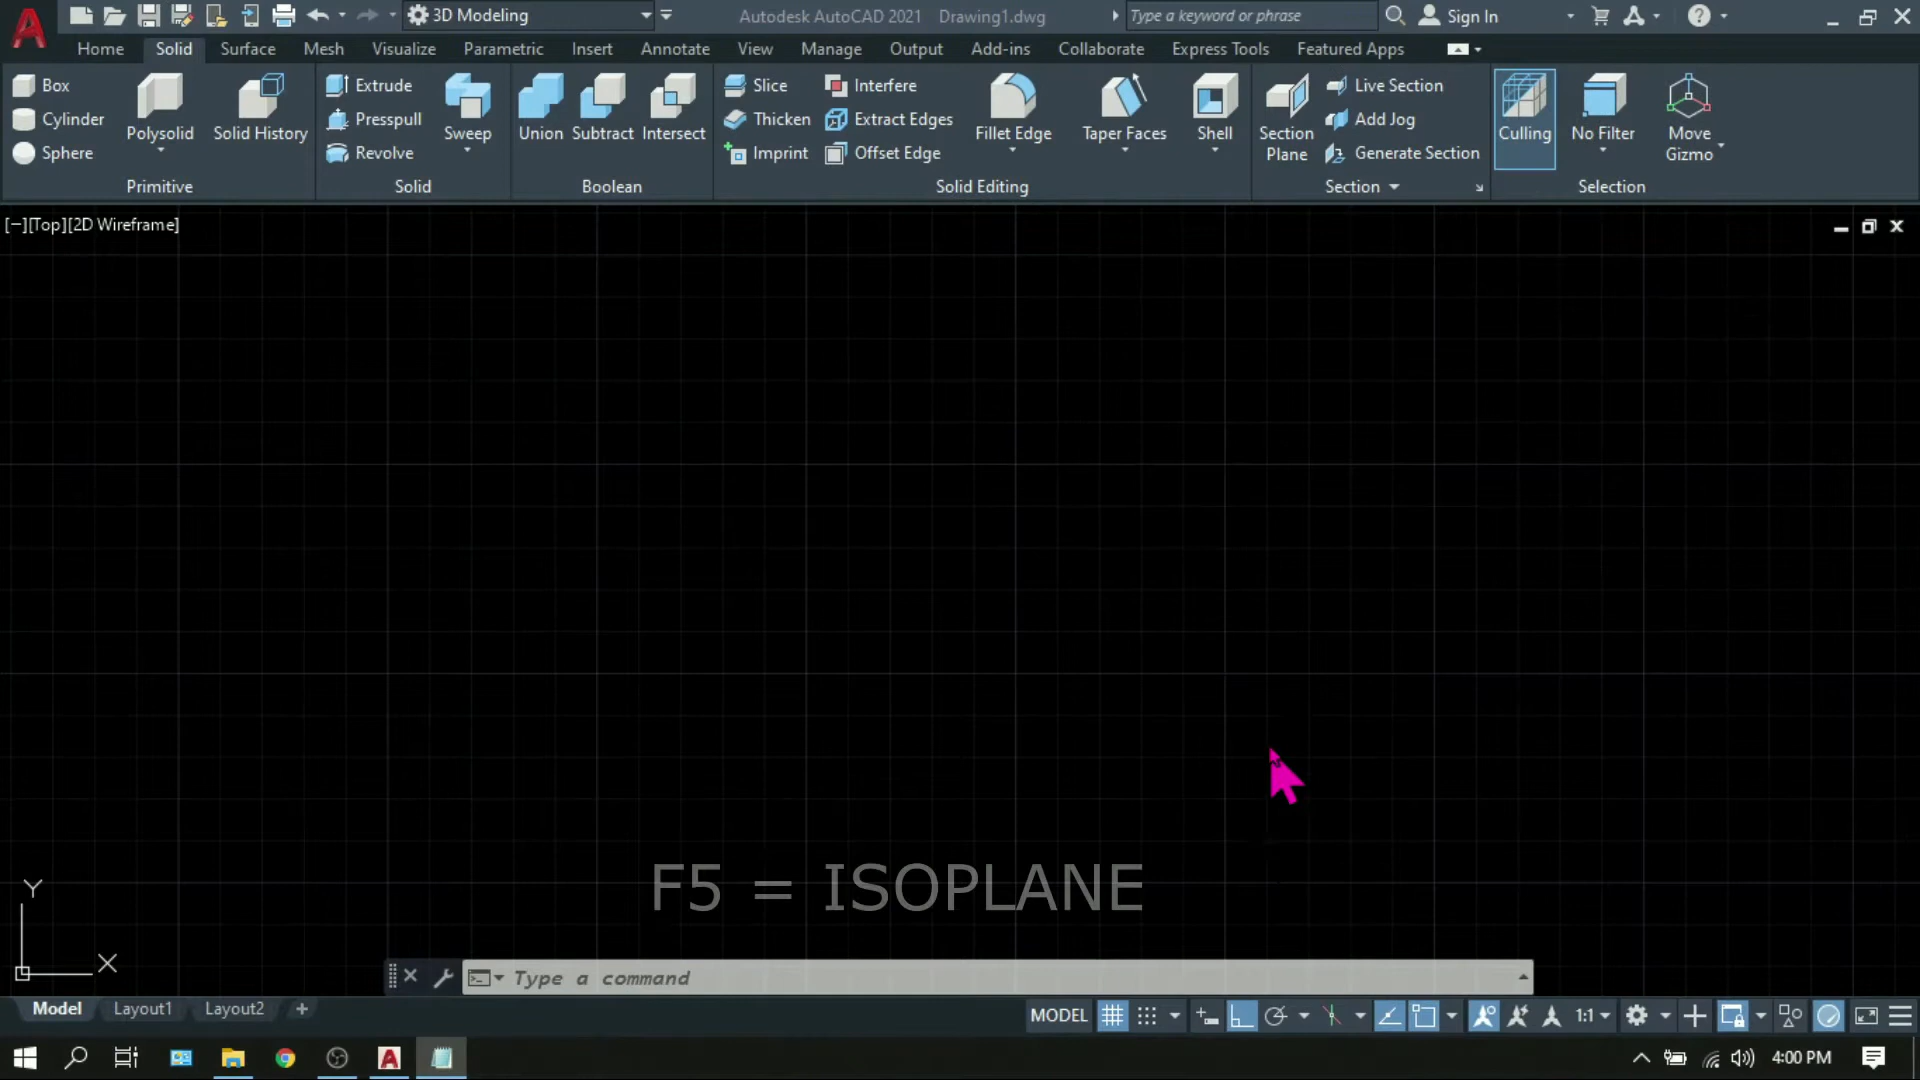 3D Modeling
Autodesk AutoCAD 2021 Drawing1.dwg
Type a keyword or phrase
Sign In
Home Solid Surface Mesh Visualize Parametric Insert Annotate View Manage Output Add-ins Collaborate Express Tools Featured Apps
Box
Cylinder
Sphere
Polysolid
Solid History
Primitive
Extrude
Presspull
Revolve
Sweep
Solid
Union
Subtract
Intersect
Boolean
Slice
Thicken
Imprint
Interfere
Extract Edges
Offset Edge
Fillet Edge
Taper Faces
Shell
Solid Editing
Section
Plane
Live Section
Add Jog
Generate Section
Section
Culling
No Filter
Move
Gizmo
Selection
[−][Top][2D Wireframe]
F5 = ISOPLANE
Y
X
Type a command
Model Layout1 Layout2 +
MODEL
1:1
4:00 PM